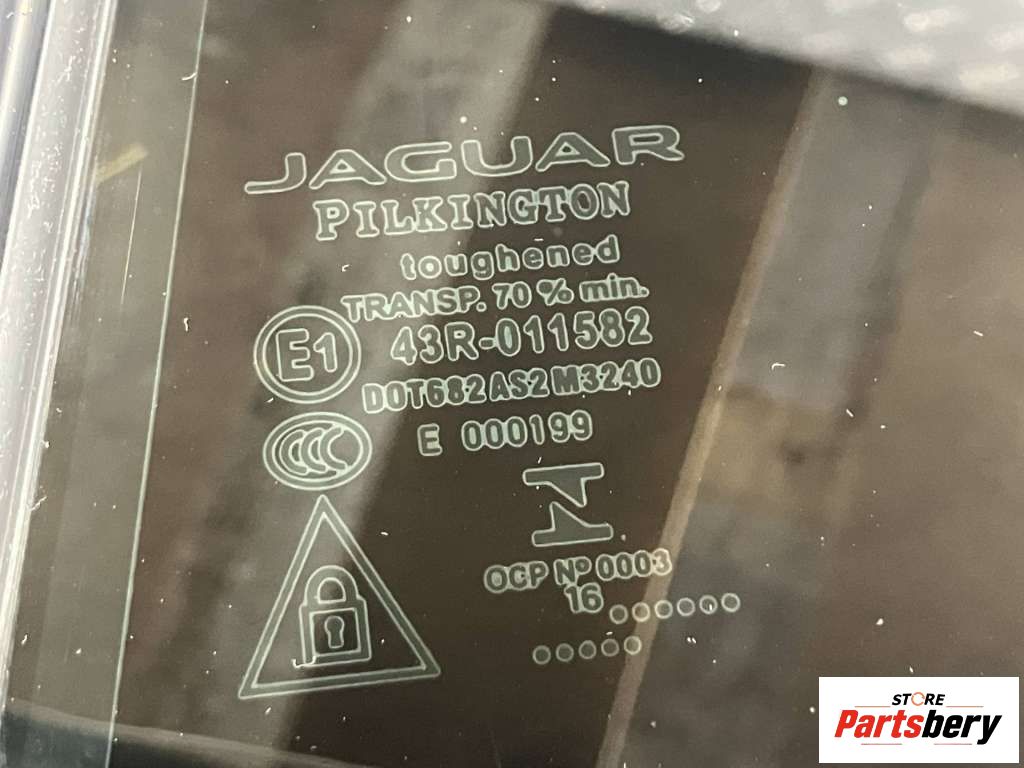 JAGUAR
PILKINGTON
toughened
TRANSP. 70 % min.
E1
43R-011582
DOT682 AS2 M3240
CCC
E 000199
OCP Nº 0003
16
STORE
Partsbery